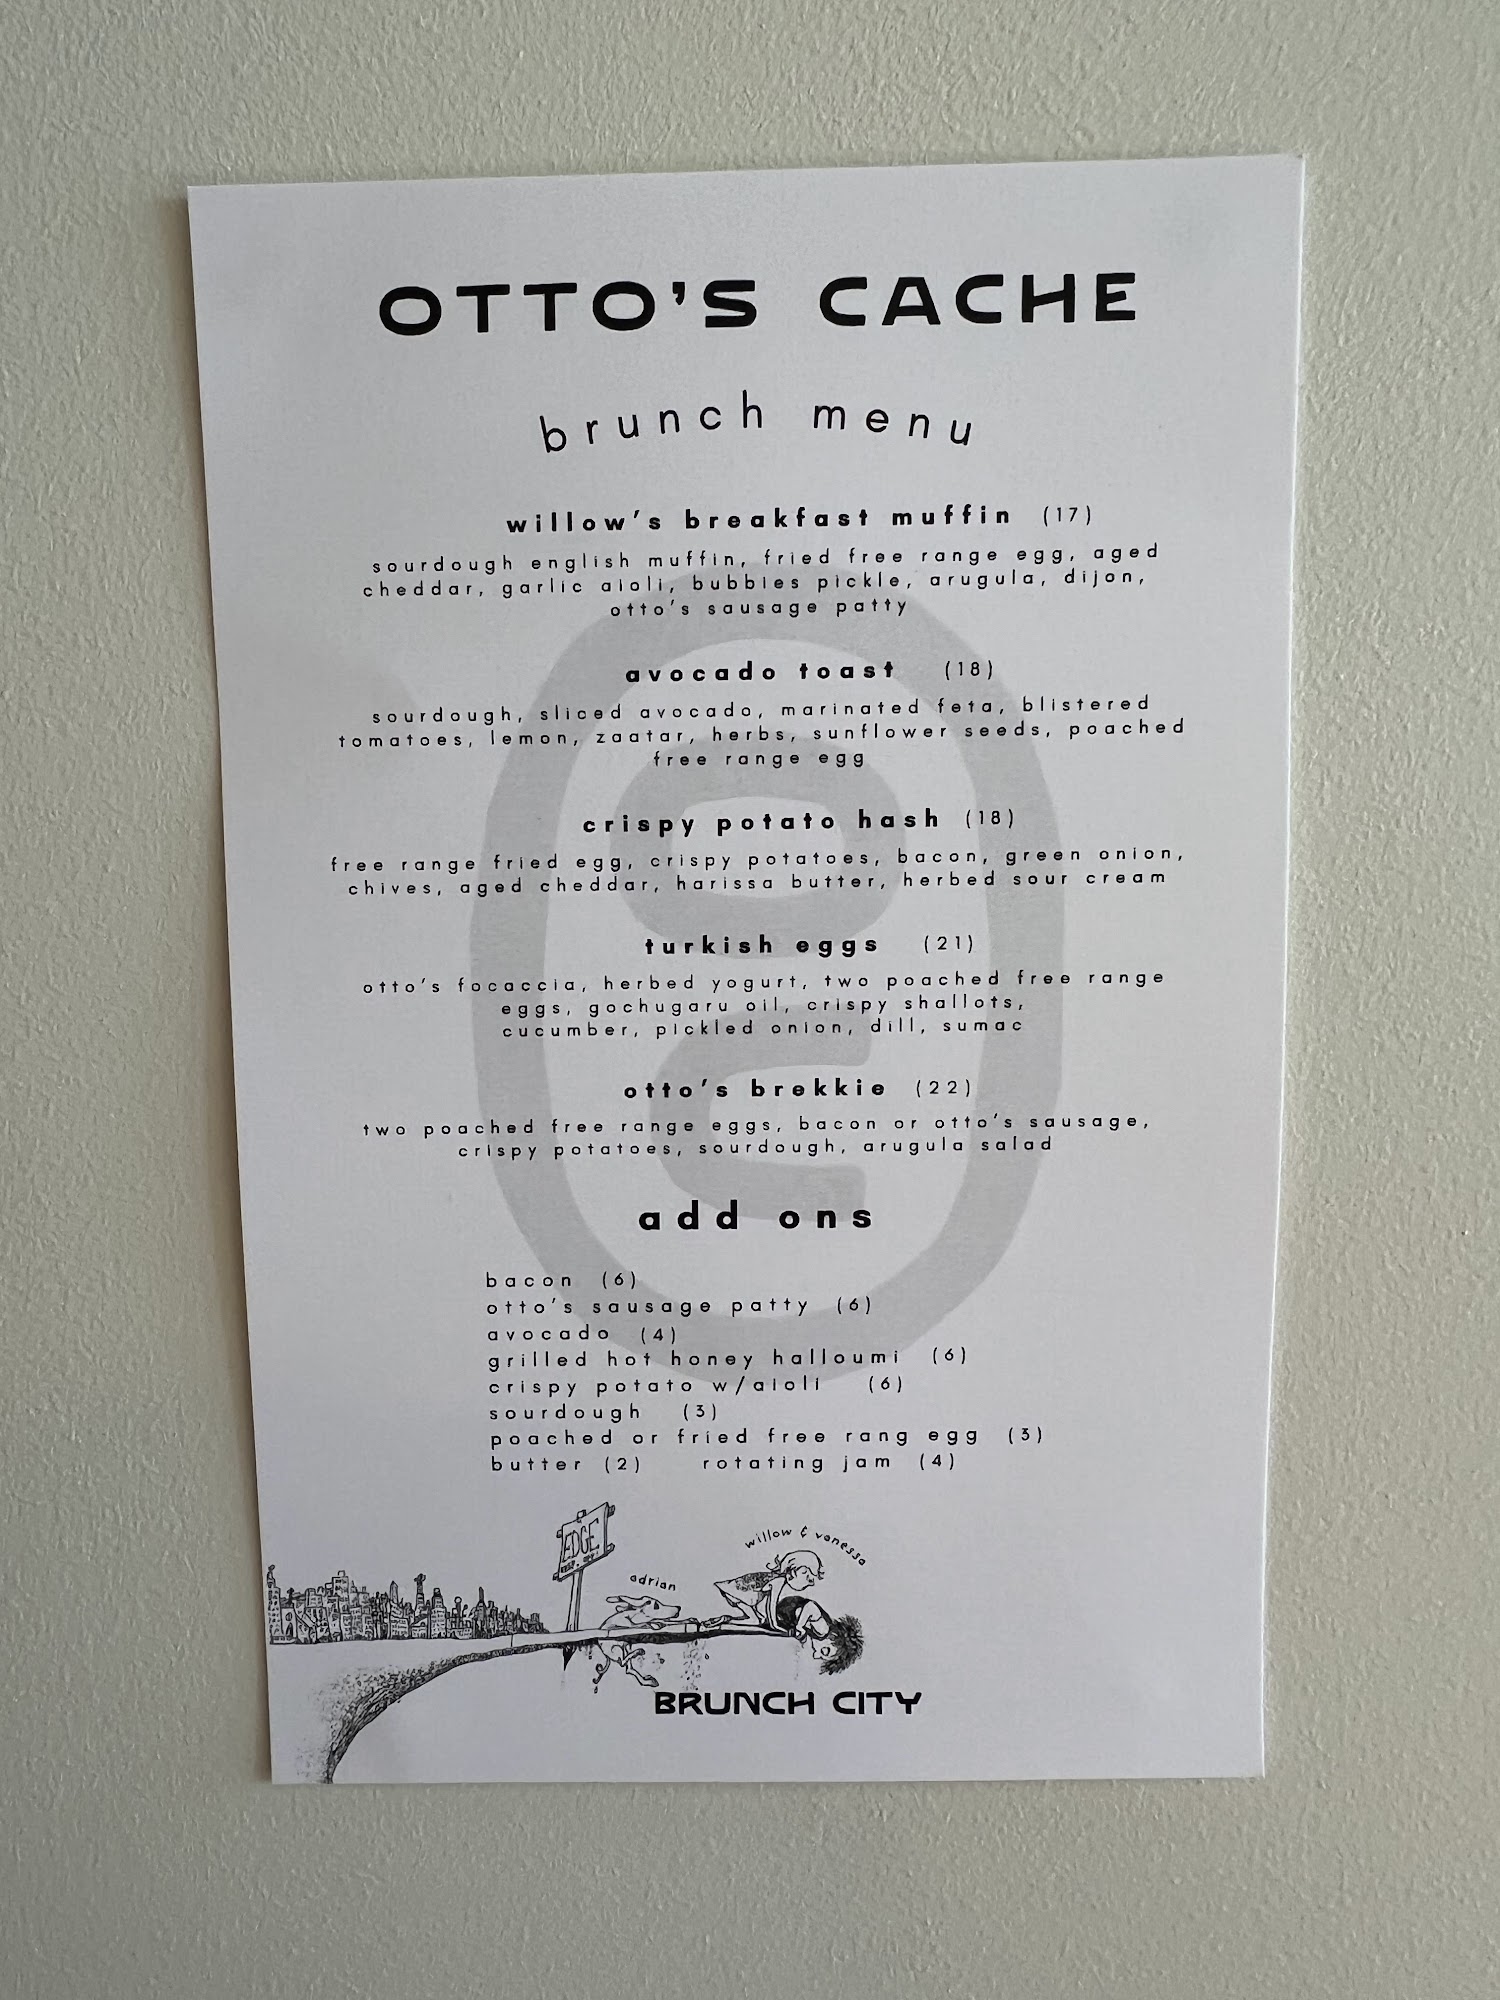 OTTO'S CACHE
brunch menu
willow's breakfast muffin (17)
sourdough english muffin, fried free range egg, aged
cheddar, garlic aioli, bubbies pickle, arugula, dijon,
otto's sausage patty
avocado toast (18)
sourdough, sliced avocado, marinated feta, blistered
tomatoes, lemon, zaatar, herbs, sunflower seeds, poached
free range egg
crispy potato hash (18)
free range fried egg, crispy potatoes, bacon, green onion,
chives, aged cheddar, harissa butter, herbed sour cream
turkish eggs (21)
otto's focaccia, herbed yogurt, two poached free range
eggs, gochugaru oil, crispy shallots,
cucumber, pickled onion, dill, sumac
otto's brekkie (22)
two poached free range eggs, bacon or otto's sausage,
crispy potatoes, sourdough, arugula salad
add ons
bacon (6)
otto's sausage patty (6)
avocado (4)
grilled hot honey halloumi (6)
crispy potato w/aioli (6)
sourdough (3)
poached or fried free rang egg (3)
butter (2) rotating jam (4)
EDGE
adrian
willow & vanessa
BRUNCH CITY